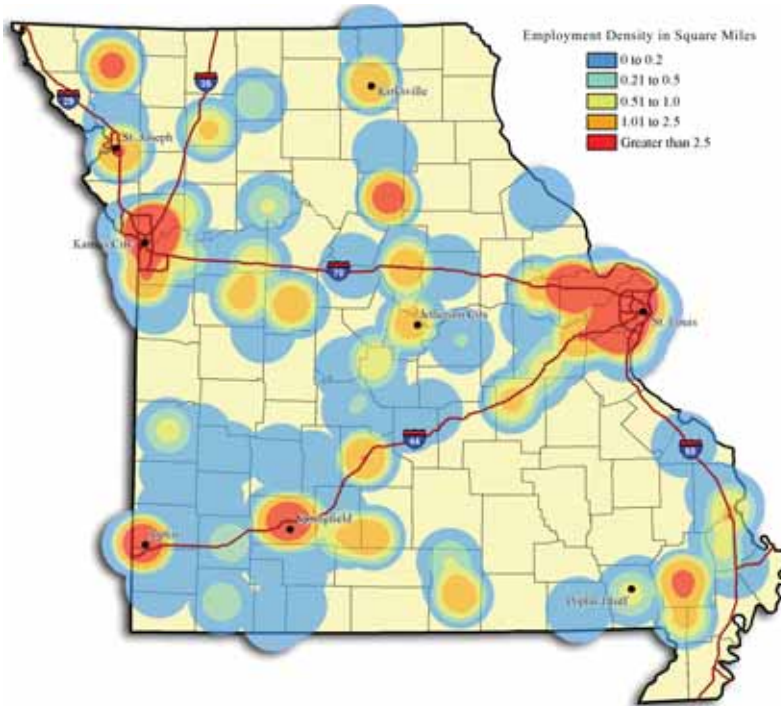 Employment Density in Square Miles
0 to 0.2
0.21 to 0.5
0.51 to 1.0
1.01 to 2.5
Greater than 2.5
Kirksville
35
29
St. Joseph
Kansas City
70
Jefferson City
St. Louis
44
Springfield
Joplin
Poplar Bluff